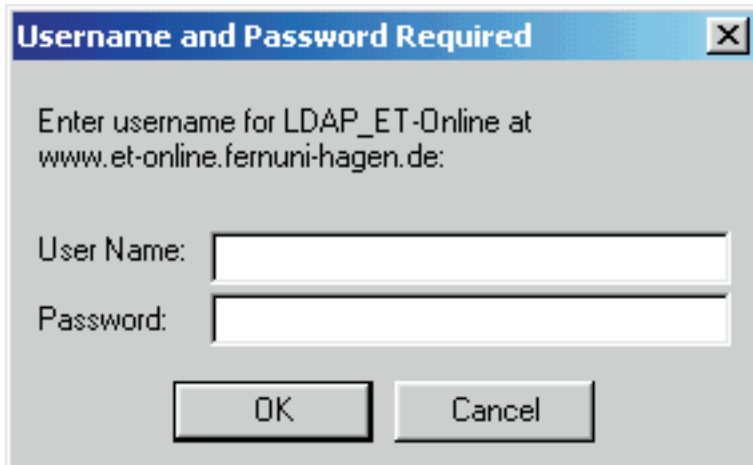 Username and Password Required
Enter username for LDAP_ET-Online at
www.et-online.fernuni-hagen.de:
User Name:
Password:
OK Cancel